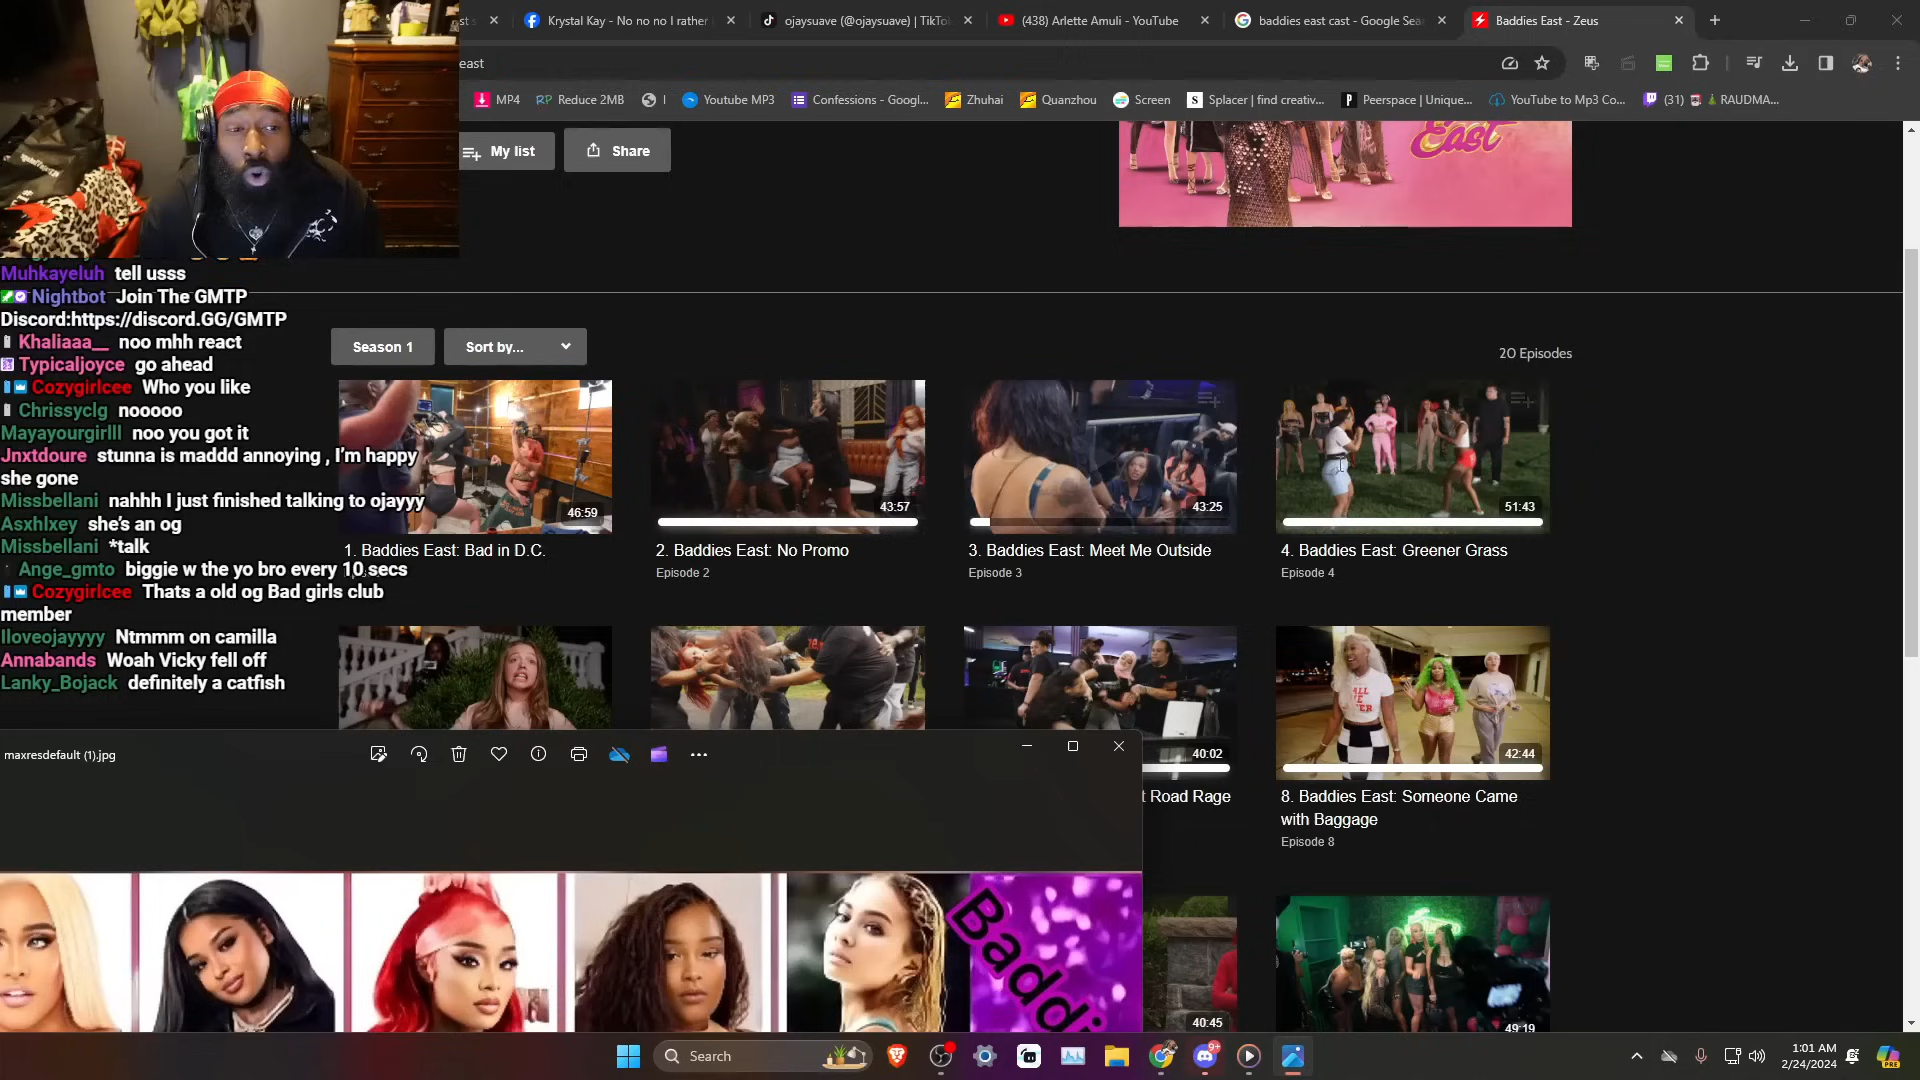 Krystal Kay - No no no I rather
ojaysuave (@ojaysuave) | TikTo
(438) Arlette Amuli - YouTube
baddies east cast - Google Sea
Baddies East - Zeus
east
MP4
Reduce 2MB
I
Youtube MP3
Confessions - Googl...
Zhuhai
Quanzhou
Screen
Splacer | find creativ...
Peerspace | Unique...
YouTube to Mp3 Co...
(31) RAUDMA...
My list
Share
East
Muhkayeluh tell usss
Nightbot Join The GMTP
Discord:https://discord.GG/GMTP
Khaliaaa__ noo mhh react
Typicaljoyce go ahead
Cozygirlcee Who you like
Chrissyclg nooooo
Mayayourgirlll noo you got it
Jnxtdoure stunna is maddd annoying , I'm happy
she gone
Missbellani nahhh I just finished talking to ojayyy
Asxhlxey she's an og
Missbellani *talk
Ange_gmto biggie w the yo bro every 10 secs
Cozygirlcee Thats a old og Bad girls club
member
Iloveojayyyy Ntmmm on camilla
Annabands Woah Vicky fell off
Lanky_Bojack definitely a catfish
Season 1
Sort by...
20 Episodes
46:59
43:57
43:25
51:43
1. Baddies East: Bad in D.C.
2. Baddies East: No Promo
3. Baddies East: Meet Me Outside
4. Baddies East: Greener Grass
Episode 2
Episode 3
Episode 4
40:02
42:44
t Road Rage
8. Baddies East: Someone Came
with Baggage
Episode 8
maxresdefault (1).jpg
Baddi
40:45
49:19
Search
9+
1:01 AM
2/24/2024
PRE